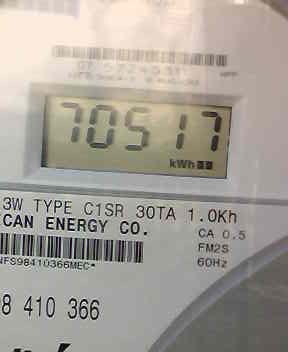 70517
kWh
3W TYPE C1SR 30TA 1.0Kh
CAN ENERGY CO.
CA 0.5
FM2S
NFS98410366MEC*
60Hz
8 410 366